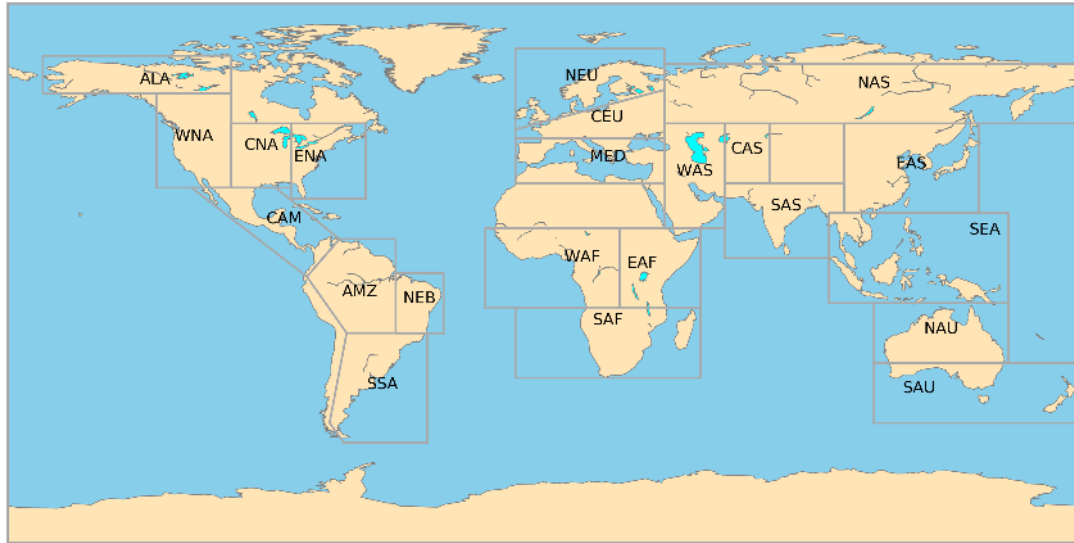 ALA
NEU
NAS
WNA
CNA
ENA
CEU
MED
WAS
CAS
EAS
SAS
CAM
SEA
WAF
EAF
AMZ
NEB
SAF
NAU
SSA
SAU